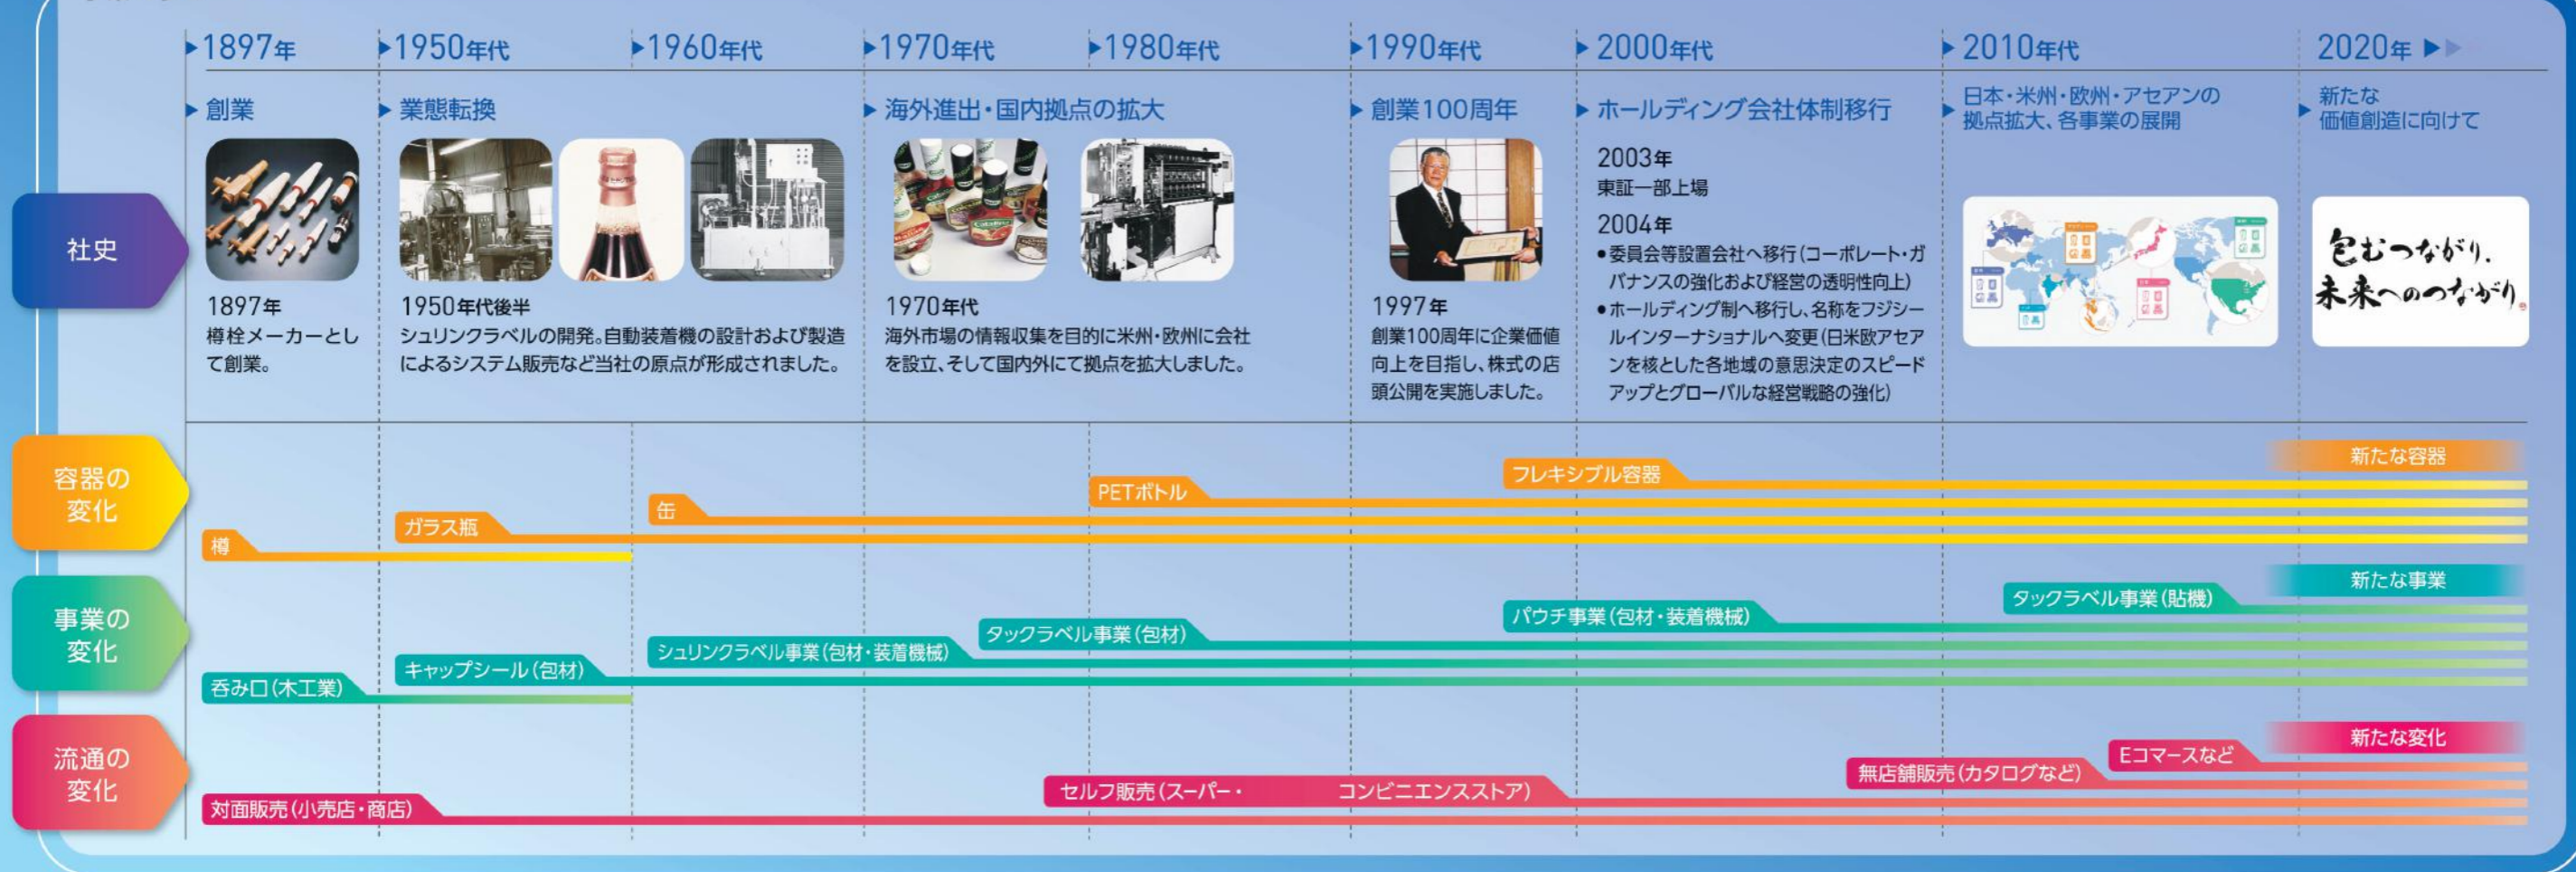 1897年
1950年代
1960年代
1970年代
1980年代
1990年代
2000年代
2010年代
2020年
社史
創業
1897年
樽栓メーカーとし
て創業。
業態転換
1950年代後半
シュリンクラベルの開発。自動装着機の設計および製造
によるシステム販売など当社の原点が形成されました。
海外進出・国内拠点の拡大
1970年代
海外市場の情報収集を目的に米州・欧州に会社
を設立、そして国内外にて拠点を拡大しました。
創業100周年
1997年
創業100周年に企業価値
向上を目指し、株式の店
頭公開を実施しました。
ホールディング会社体制移行
2003年
東証一部上場
2004年
●委員会等設置会社へ移行(コーポレート・ガ
バナンスの強化および経営の透明性向上)
●ホールディング制へ移行し、名称をフジシー
ルインターナショナルへ変更(日米欧アセア
ンを核とした各地域の意思決定のスピード
アップとグローバルな経営戦略の強化)
日本・米州・欧州・アセアンの
拠点拡大、各事業の展開
新たな
価値創造に向けて
包むつながり.
未来へのつながり
容器の
変化
樽
ガラス瓶
缶
PETボトル
フレキシブル容器
新たな容器
事業の
変化
呑み口(木工業)
キャップシール(包材)
シュリンクラベル事業(包材・装着機械)
タックラベル事業(包材)
パウチ事業(包材・装着機械)
タックラベル事業(貼機)
新たな事業
流通の
変化
対面販売(小売店・商店)
セルフ販売(スーパー・ コンビニエンスストア)
無店舗販売(カタログなど)
Eコマースなど
新たな変化